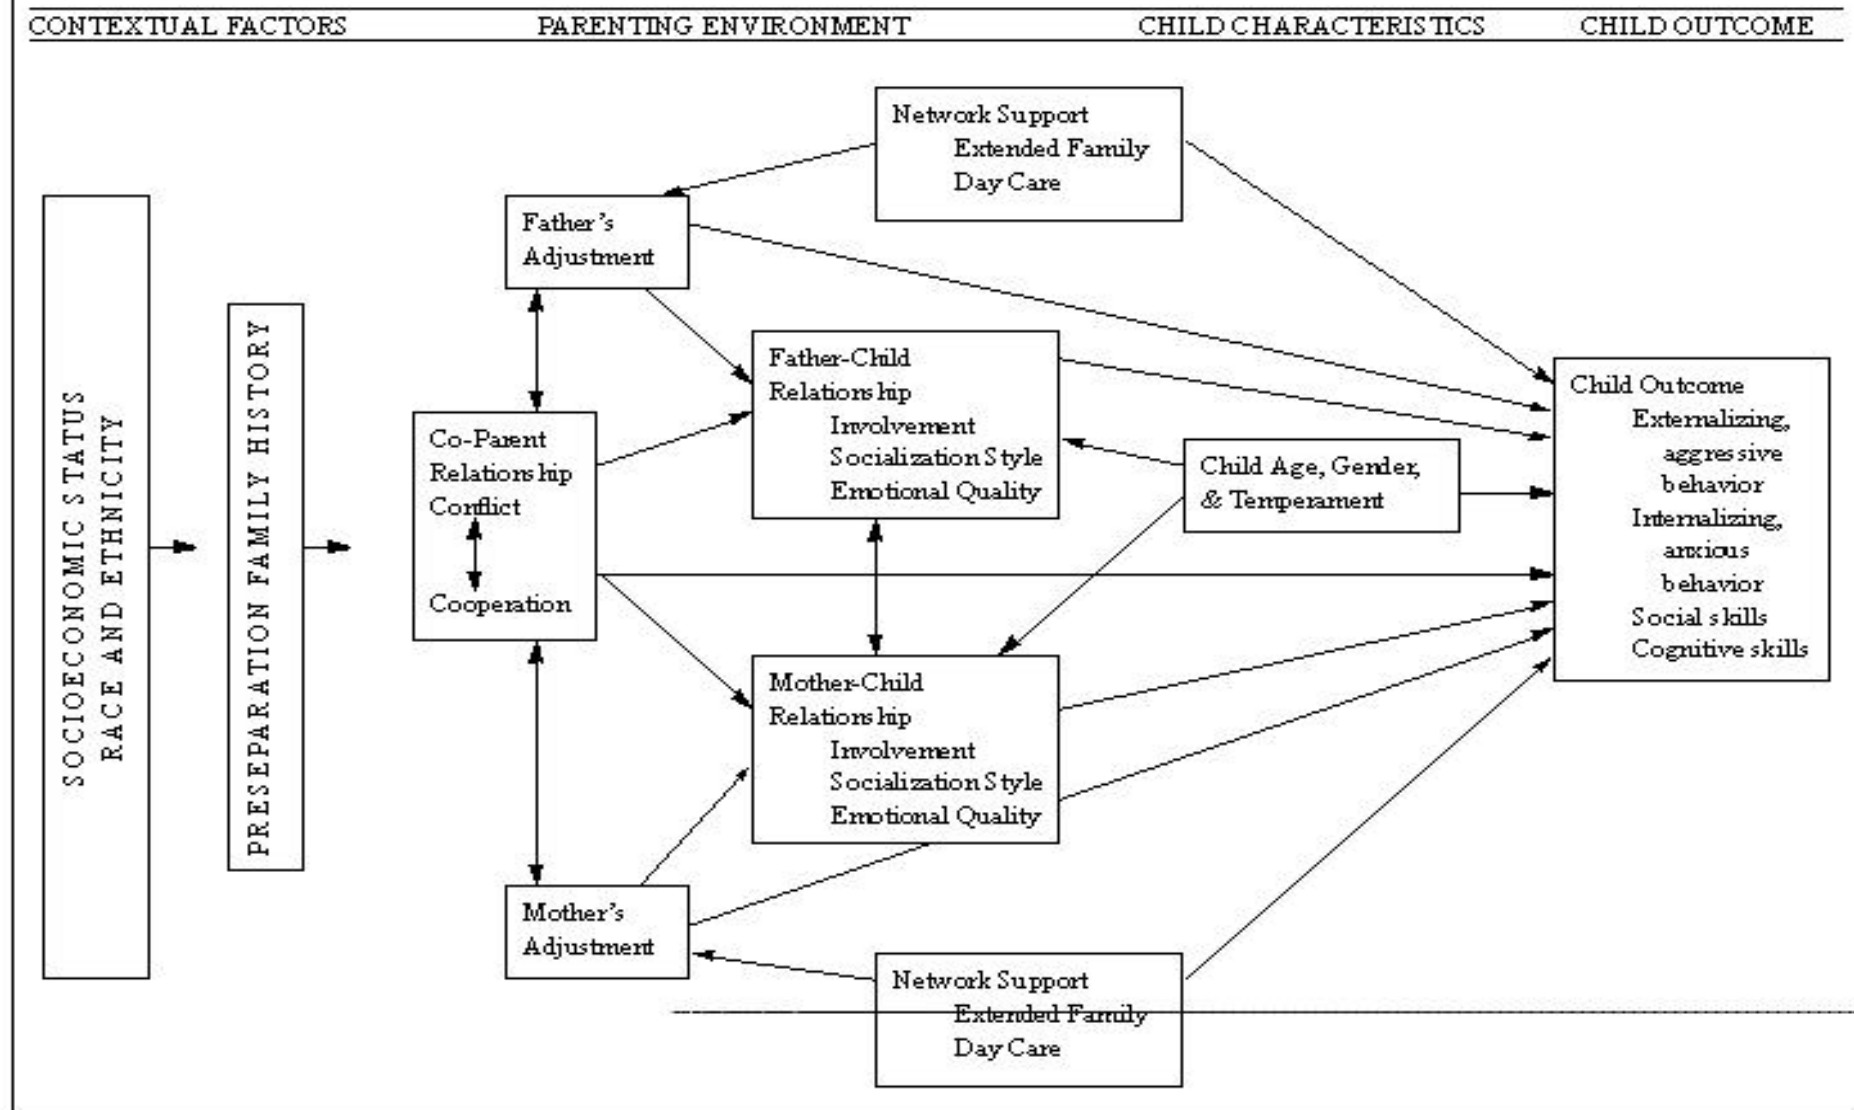 CONTEXTUAL FACTORS
PARENTING ENVIRONMENT
CHILD CHARACTERISTICS
CHILD OUTCOME
SOCIOECONOMIC STATUS
RACE AND ETHNICITY
PRESEPARATION FAMILY HISTORY
Network Support
Extended Family
Day Care
Father's
Adjustment
Father-Child
Relationship
Involvement
Socialization Style
Emotional Quality
Co-Parent
Relationship
Conflict
Cooperation
Child Age, Gender,
& Temperament
Child Outcome
Externalizing,
aggressive
behavior
Internalizing,
anxious
behavior
Social skills
Cognitive skills
Mother-Child
Relationship
Involvement
Socialization Style
Emotional Quality
Mother's
Adjustment
Network Support
Extended Family
Day Care